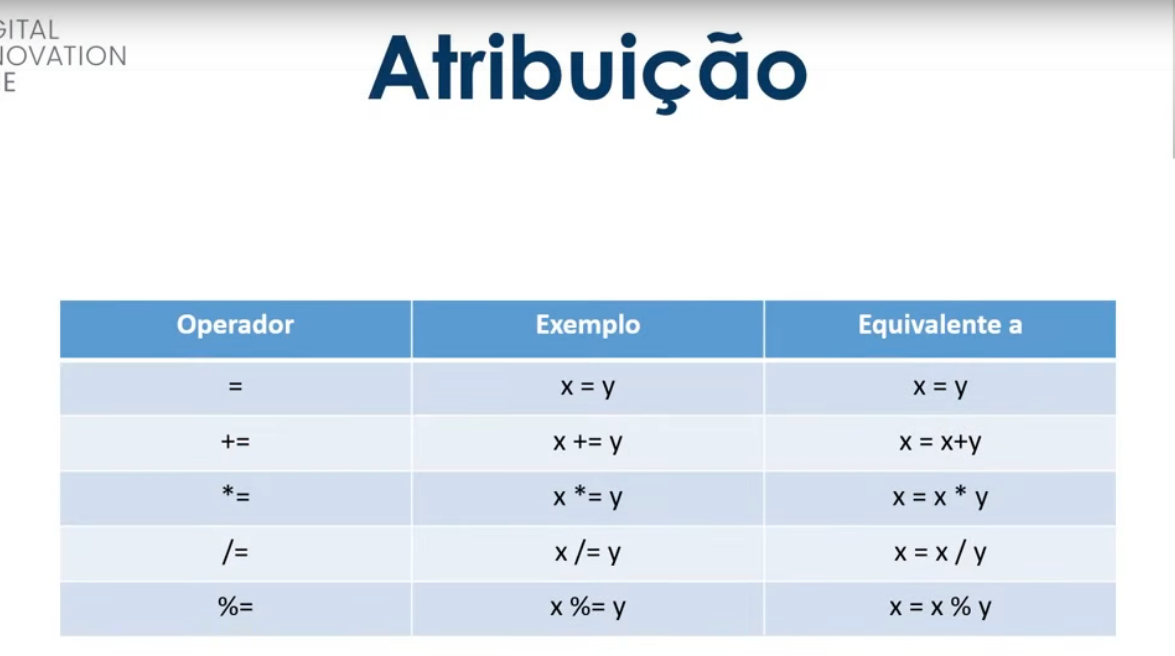 GITAL
NOVATION
E
Atribuição
Operador Exemplo Equivalente a
= x = y x = y
+= x += y x = x+y
*= x *= y x = x * y
/= x /= y x = x / y
%= x %= y x = x % y